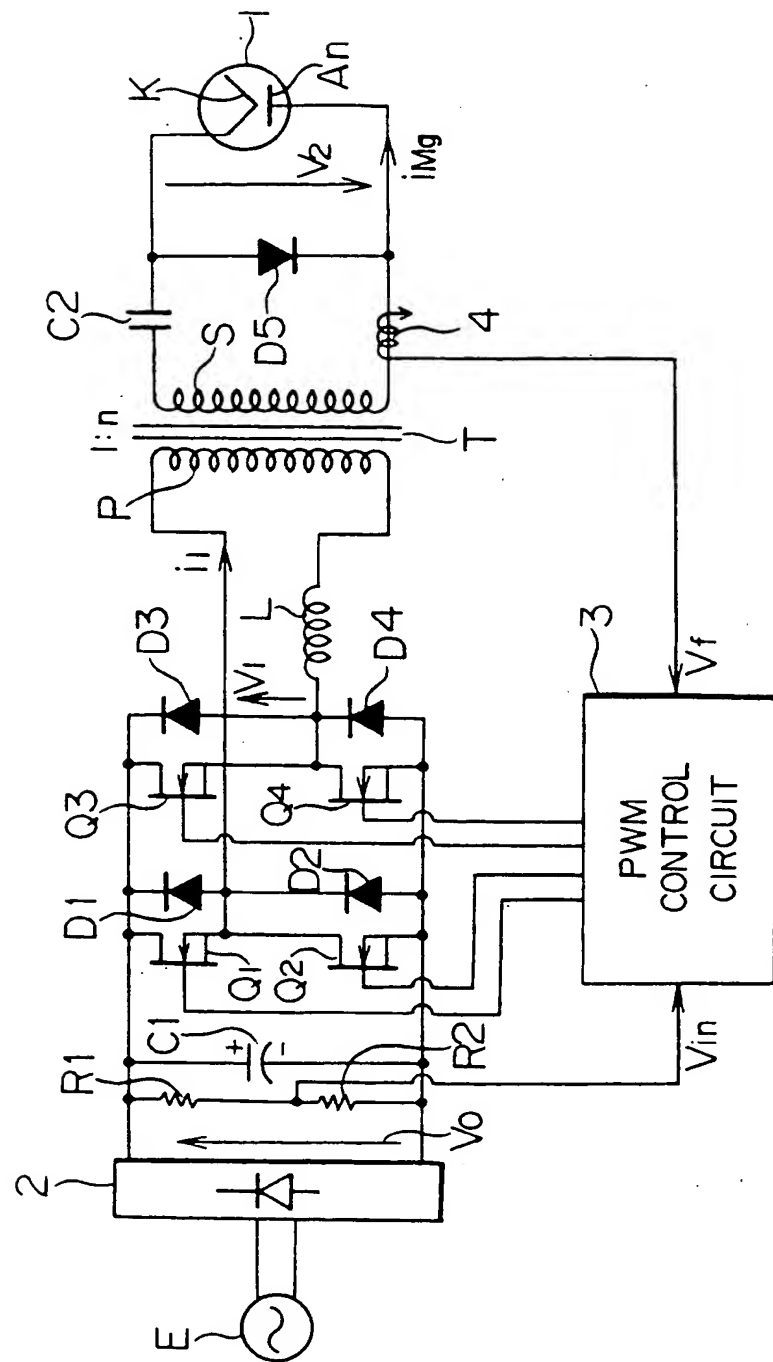 E
2
Vo
R1
R2
C1
Vin
D1
Q1
Q2
D2
Q3
D3
Q4
D4
V1
L
i1
P
1:n
S
T
C2
D5
V2
4
iMg
K
An
1
3
Vf
PWM
CONTROL
CIRCUIT
+
-